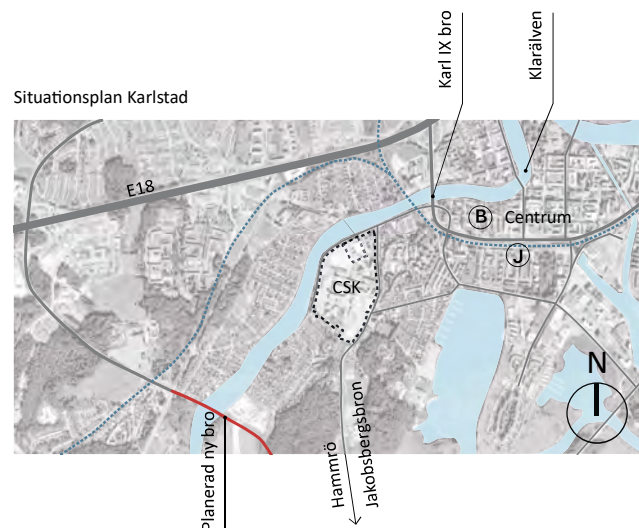 Karl IX bro
Klarälven
Situationsplan Karlstad
E18
B
Centrum
J
CSK
N
Planerad ny bro
Hammrö
Jakobsbergsbron